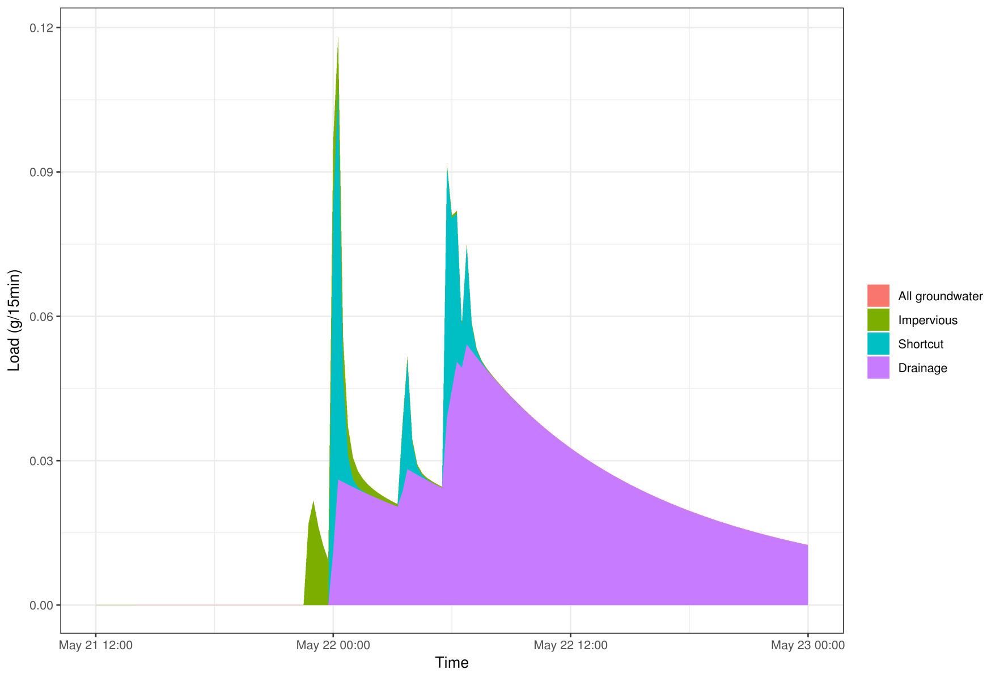 0.12
0.09
0.06
0.03
0.00
Load (g/15min)
May 21 12:00
May 22 00:00
May 22 12:00
May 23 00:00
Time
All groundwater
Impervious
Shortcut
Drainage